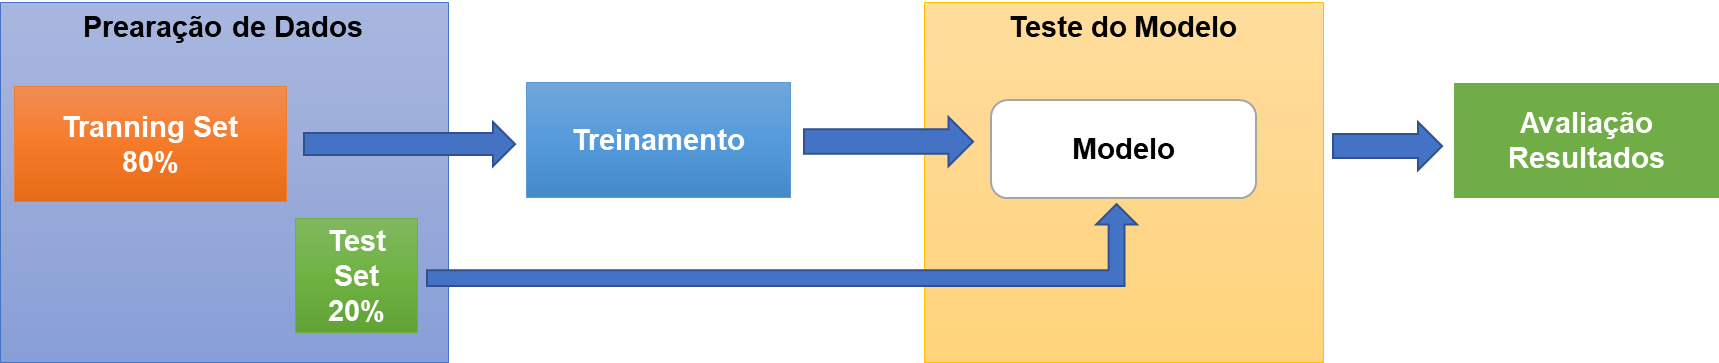 Prearação de Dados
Tranning Set
80%
Test
Set
20%
Treinamento
Teste do Modelo
Modelo
Avaliação
Resultados